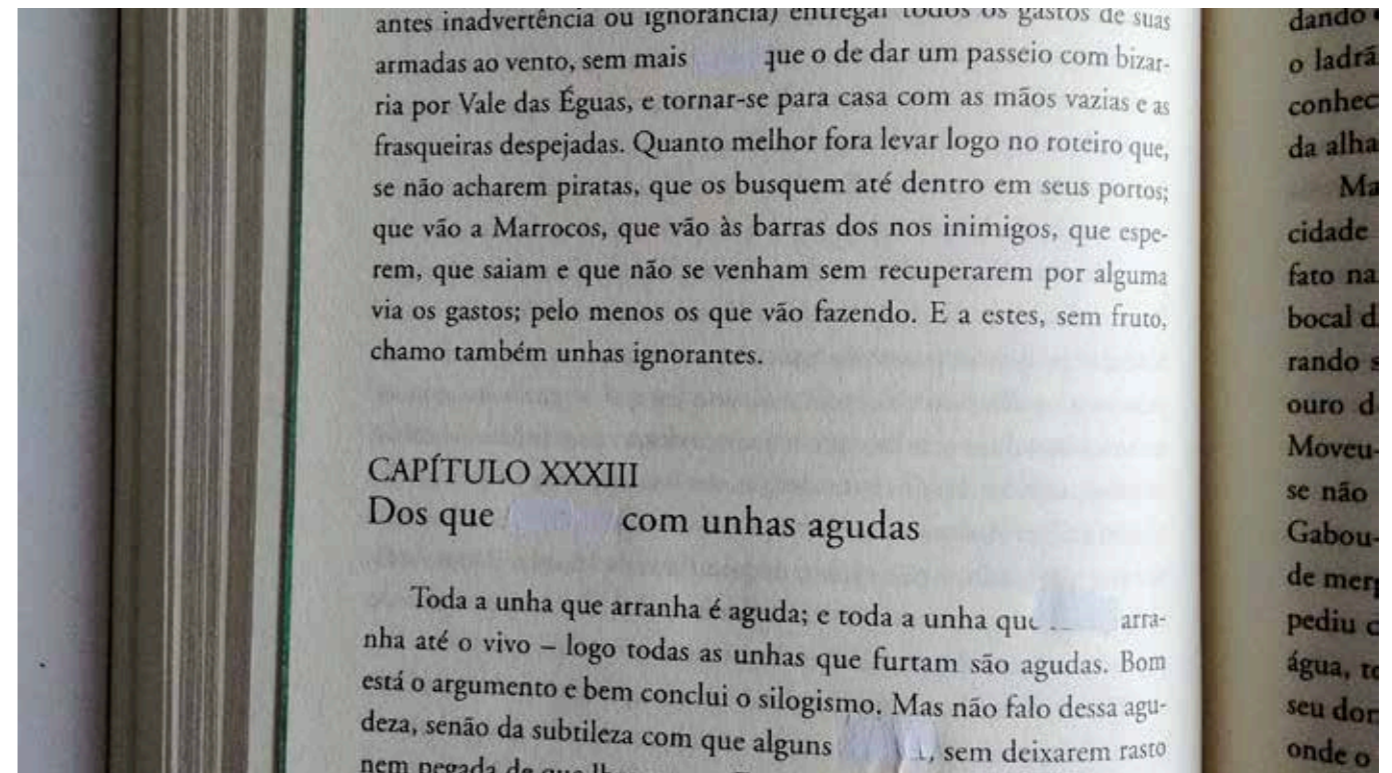 antes inadvertência ou ignorância) entregar todos os gastos de suas
armadas ao vento, sem mais que o de dar um passeio com bizar-
ria por Vale das Éguas, e tornar-se para casa com as mãos vazias e as
frasqueiras despejadas. Quanto melhor fora levar logo no roteiro que,
se não acharem piratas, que os busquem até dentro em seus portos;
que vão a Marrocos, que vão às barras dos nos inimigos, que espe-
rem, que saiam e que não se venham sem recuperarem por alguma
via os gastos; pelo menos os que vão fazendo. E a estes, sem fruto,
chamo também unhas ignorantes.
CAPÍTULO XXXIII
Dos que com unhas agudas
Toda a unha que arranha é aguda; e toda a unha que arra-
nha até o vivo – logo todas as unhas que furtam são agudas. Bom
está o argumento e bem conclui o silogismo. Mas não falo dessa agu-
deza, senão da subtileza com que alguns , sem deixarem rasto
nem pegada de que
dando
o ladrã
conhec
da alha
Ma
cidade
fato na
bocal d
rando s
ouro d
Moveu-
se não
Gabou-
de merg
pediu c
água, to
seu don
onde o